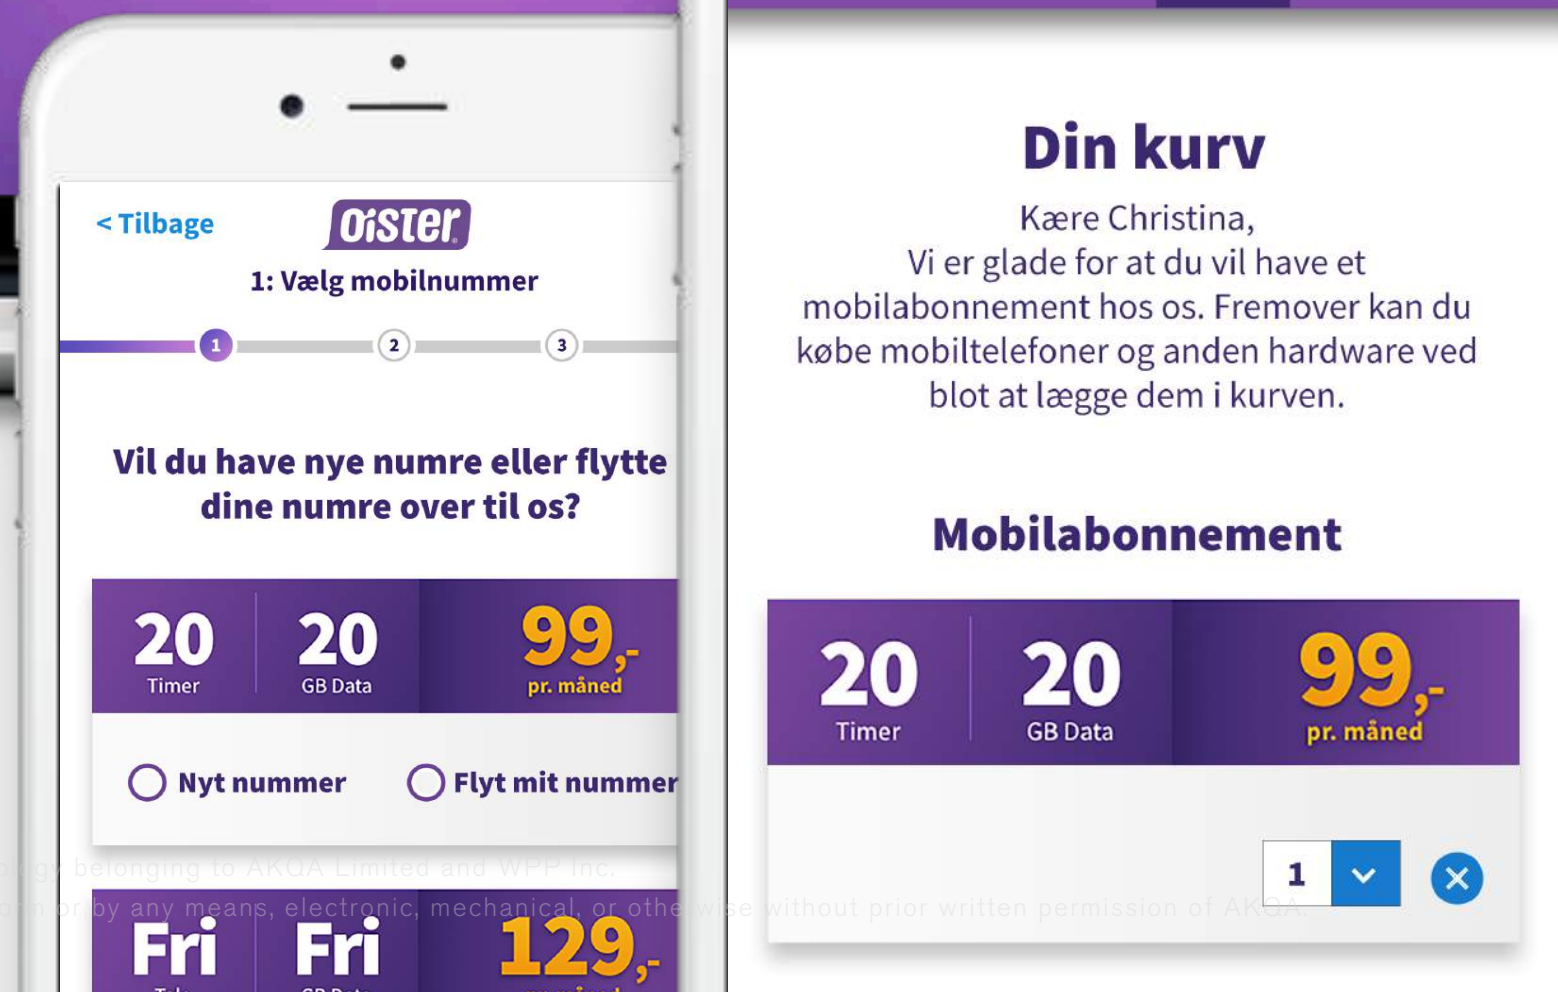 < Tilbage
OiSTER
1: Vælg mobilnummer
1
2
3
Vil du have nye numre eller flytte
dine numre over til os?
20
Timer
20
GB Data
99,-
pr. måned
Nyt nummer
Flyt mit nummer
Fri
Fri
129,-
Din kurv
Kære Christina,
Vi er glade for at du vil have et
mobilabonnement hos os. Fremover kan du
købe mobiltelefoner og anden hardware ved
blot at lægge dem i kurven.
Mobilabonnement
20
Timer
20
GB Data
99,-
pr. måned
1
belonging to AKQA Limited and WPP Inc.
or by any means, electronic, mechanical, or otherwise without prior written permission of AKQA.